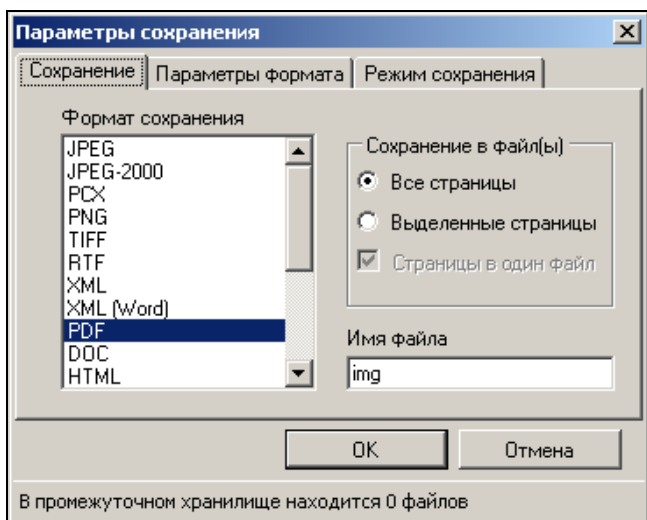 Параметры сохранения
Сохранение Параметры формата Режим сохранения
Формат сохранения
JPEG
JPEG-2000
PCX
PNG
TIFF
RTF
XML
XML (Word)
PDF
DOC
HTML
Сохранение в файл(ы)
Все страницы
Выделенные страницы
Страницы в один файл
Имя файла
img
ОК Отмена
В промежуточном хранилище находится 0 файлов